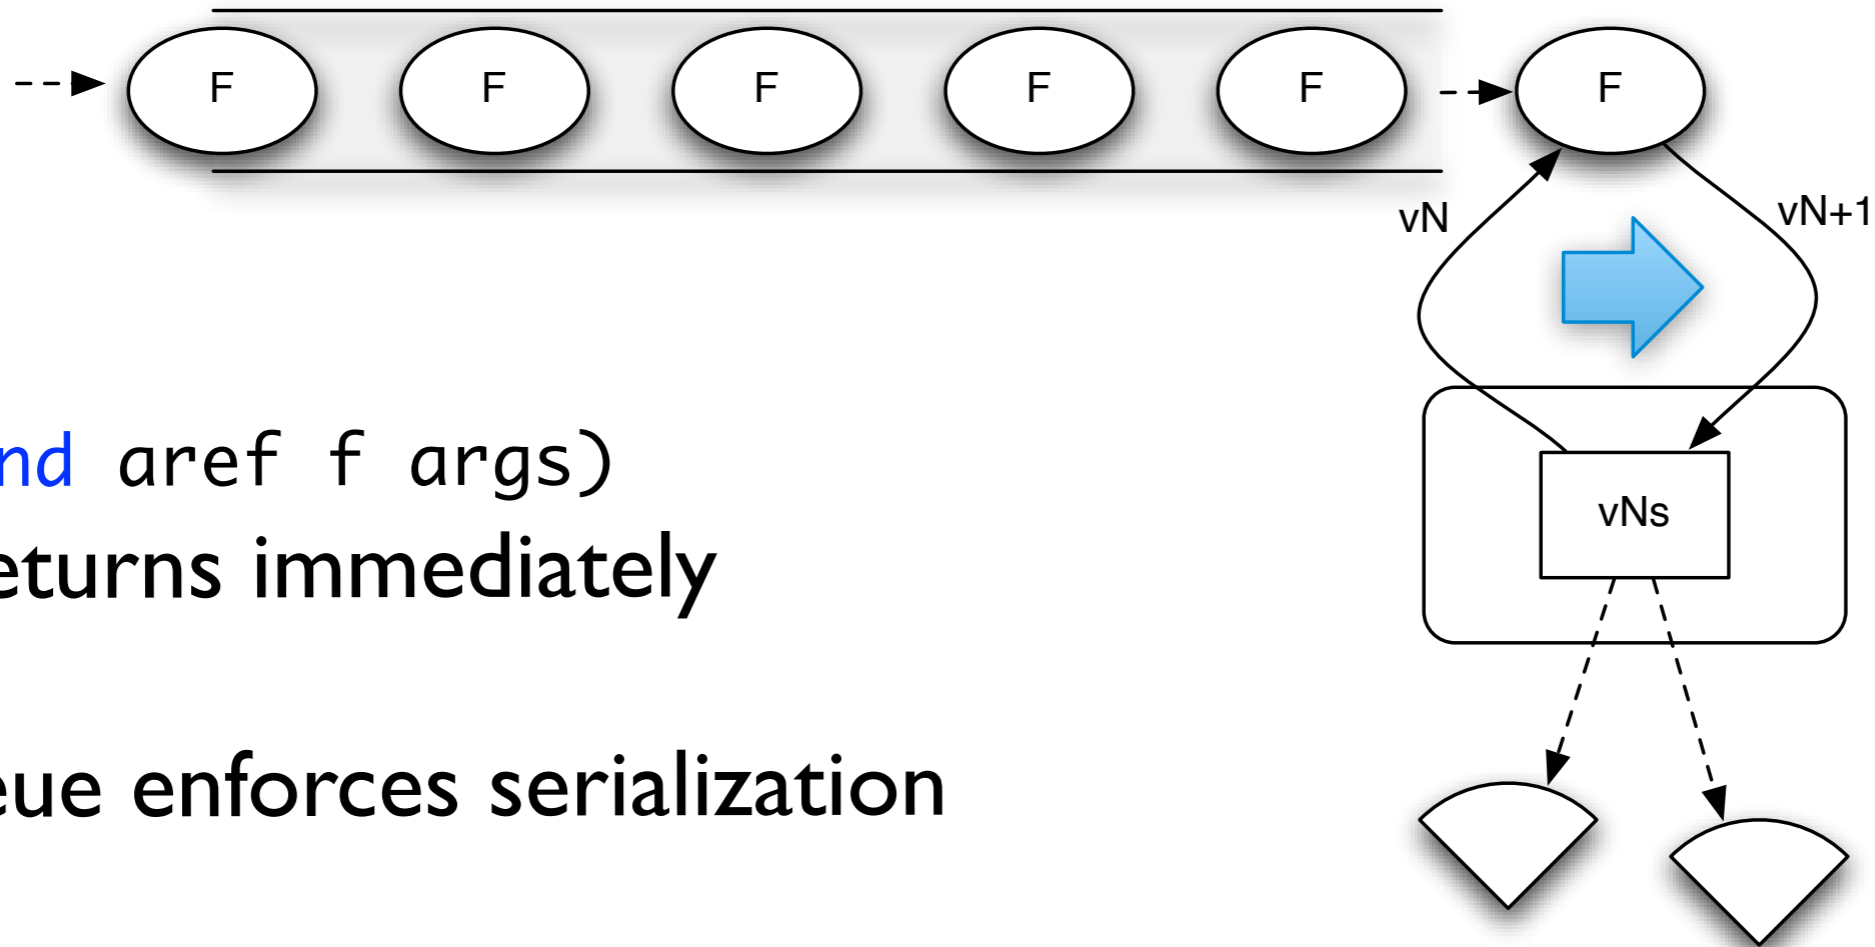 F F F F F F
vN vN+1
nd aref f args)
eturns immediately
vNs
eue enforces serialization